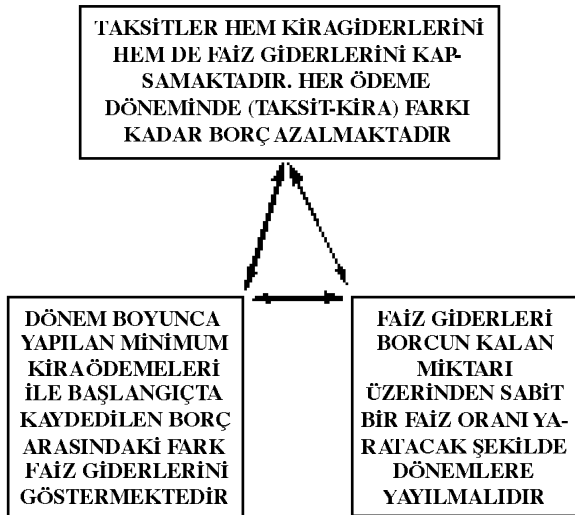 TAKSİTLER HEM KİRAGİDERLERİNİ
HEM DE FAİZ GİDERLERİNİ KAP-
SAMAKTADIR. HER ÖDEME
DÖNEMİNDE (TAKSİT-KİRA) FARKI
KADAR BORÇ AZALMAKTADIR
DÖNEM BOYUNCA
YAPILAN MİNİMUM
KİRAÖDEMELERİ
İLE BAŞLANGIÇTA
KAYDEDİLEN BORÇ
ARASINDAKİ FARK
FAİZ GİDERLERİNİ
GÖSTERMEKTEDİR
FAİZ GİDERLERİ
BORCUN KALAN
MİKTARI
ÜZERİNDEN SABİT
BİR FAİZ ORANI YA-
RATACAK ŞEKİLDE
DÖNEMLERE
YAYILMALIDIR